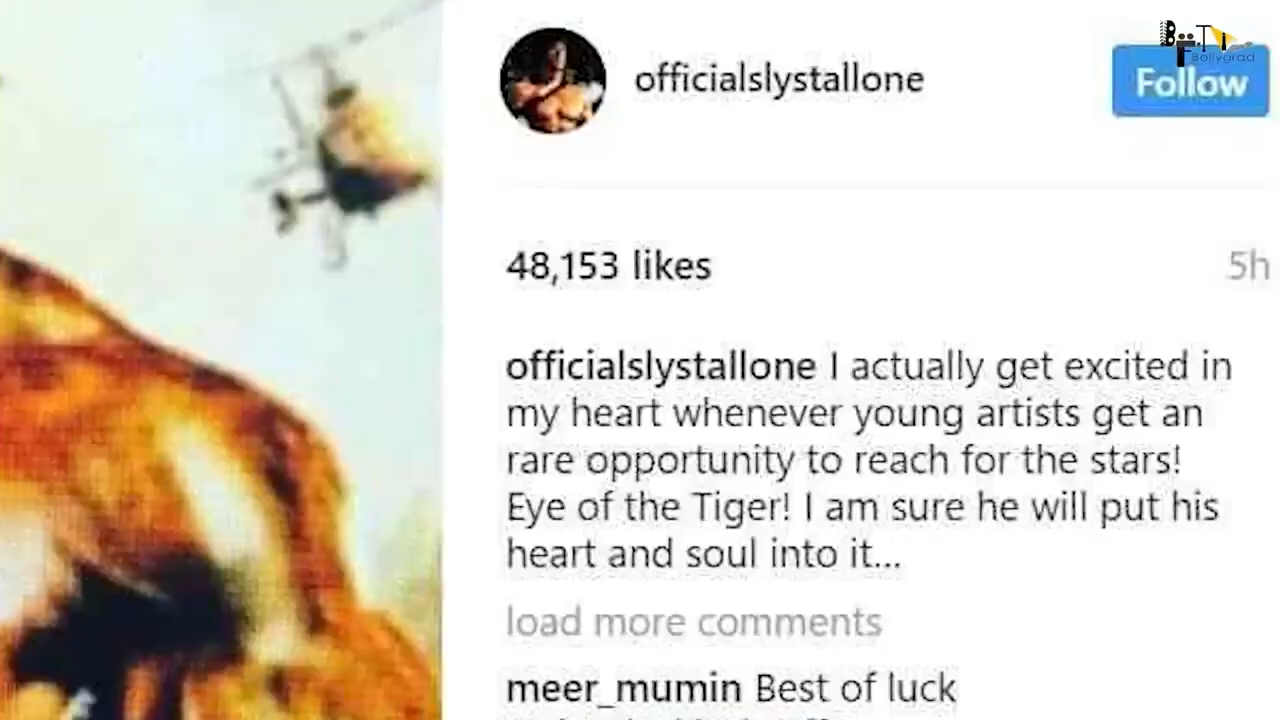 officialslystallone
Follow
Bollygrad
48,153 likes
5h
officialslystallone I actually get excited in
my heart whenever young artists get an
rare opportunity to reach for the stars!
Eye of the Tiger! I am sure he will put his
heart and soul into it...
load more comments
meer_mumin Best of luck